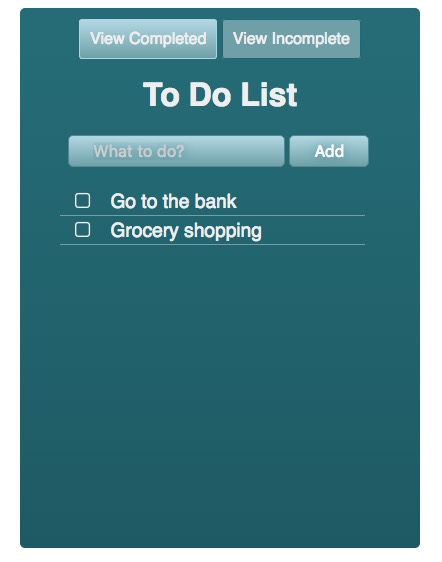 View Completed View Incomplete
To Do List
What to do? Add
Go to the bank
Grocery shopping